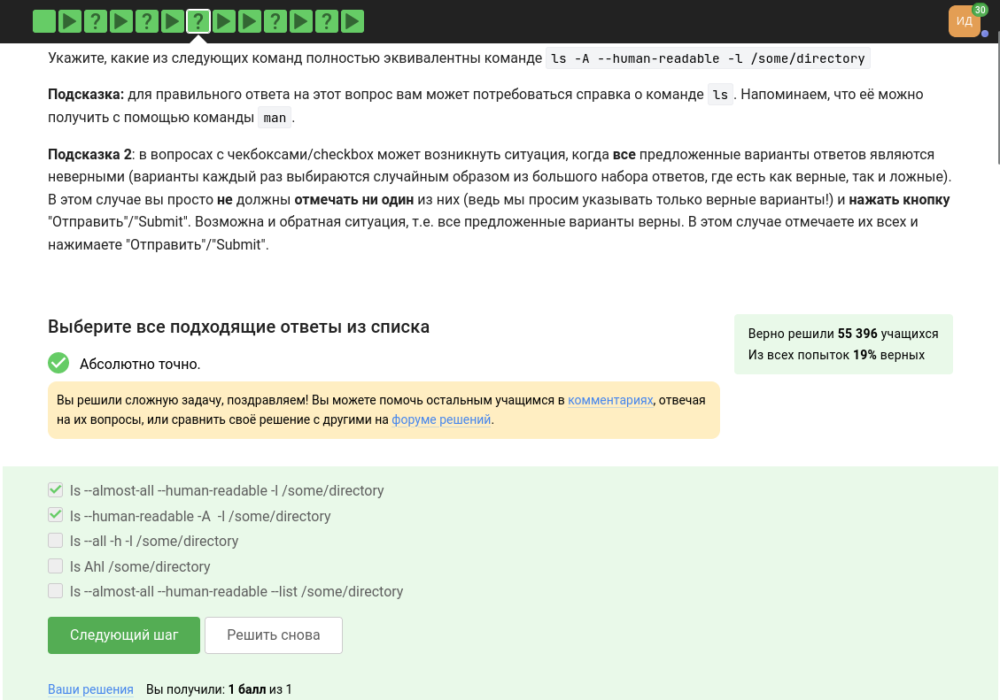 ? ? ? ? ?
ИД 30
Укажите, какие из следующих команд полностью эквивалентны команде ls -A --human-readable -l /some/directory
Подсказка: для правильного ответа на этот вопрос вам может потребоваться справка о команде ls. Напоминаем, что её можно
получить с помощью команды man.
Подсказка 2: в вопросах с чекбоксами/checkbox может возникнуть ситуация, когда все предложенные варианты ответов являются
неверными (варианты каждый раз выбираются случайным образом из большого набора ответов, где есть как верные, так и ложные).
В этом случае вы просто не должны отмечать ни один из них (ведь мы просим указывать только верные варианты!) и нажать кнопку
"Отправить"/"Submit". Возможна и обратная ситуация, т.е. все предложенные варианты верны. В этом случае отмечаете их всех и
нажимаете "Отправить"/"Submit".
Выберите все подходящие ответы из списка
Верно решили 55 396 учащихся
Из всех попыток 19% верных
Абсолютно точно.
Вы решили сложную задачу, поздравляем! Вы можете помочь остальным учащимся в комментариях, отвечая
на их вопросы, или сравнить своё решение с другими на форуме решений.
ls --almost-all --human-readable -l /some/directory
ls --human-readable -A  -l /some/directory
ls --all -h -l /some/directory
ls Ahl /some/directory
ls --almost-all --human-readable --list /some/directory
Следующий шаг Решить снова
Ваши решения Вы получили: 1 балл из 1